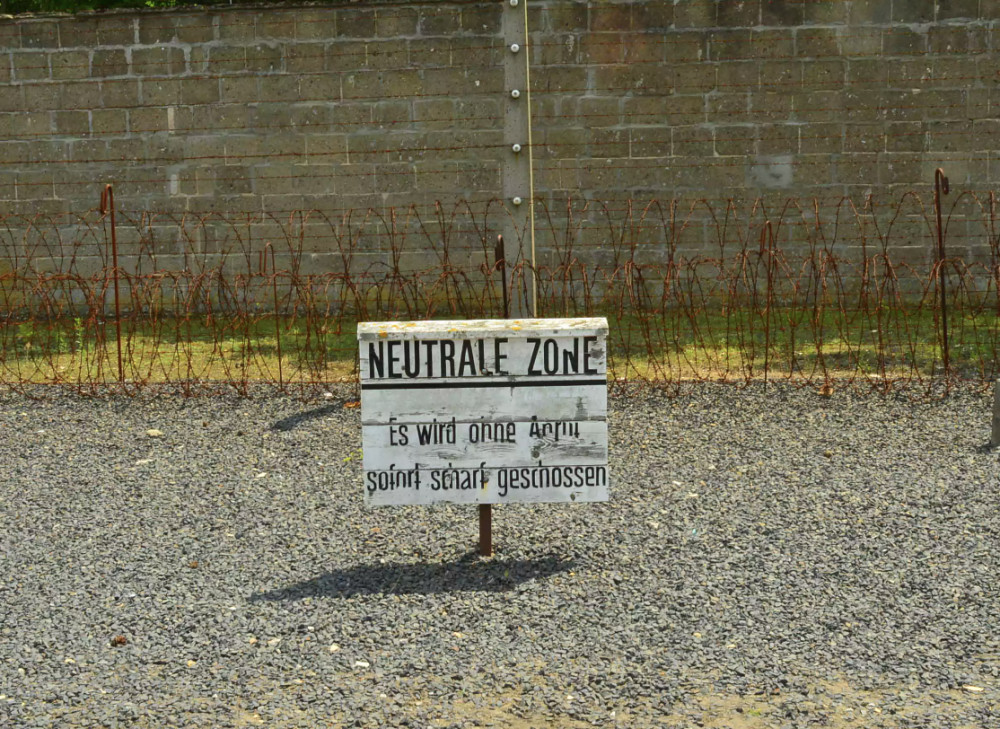 NEUTRALE ZONE
Es wird ohne Anruf
sofort scharf geschossen